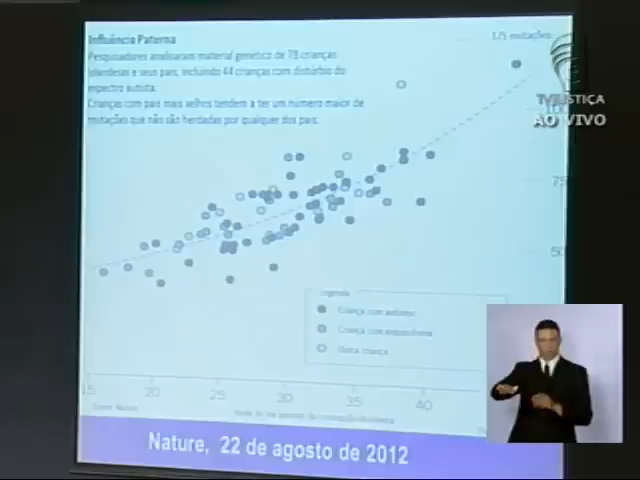 Influência Paterna
175 mutações
Pesquisadores analisaram material genético de 78 crianças
islandesas e seus pais, incluindo 44 crianças com distúrbio do
espectro autista.
Crianças com pais mais velhos tendem a ter um número maior de
mutações que não são herdadas por qualquer dos pais.
TV JUSTIÇA
AO VIVO
75
50
Legenda
Criança com autismo
Criança com esquizofrenia
Outra criança
15 20 25 30 35 40
Fonte: Nature
Nature, 22 de agosto de 2012